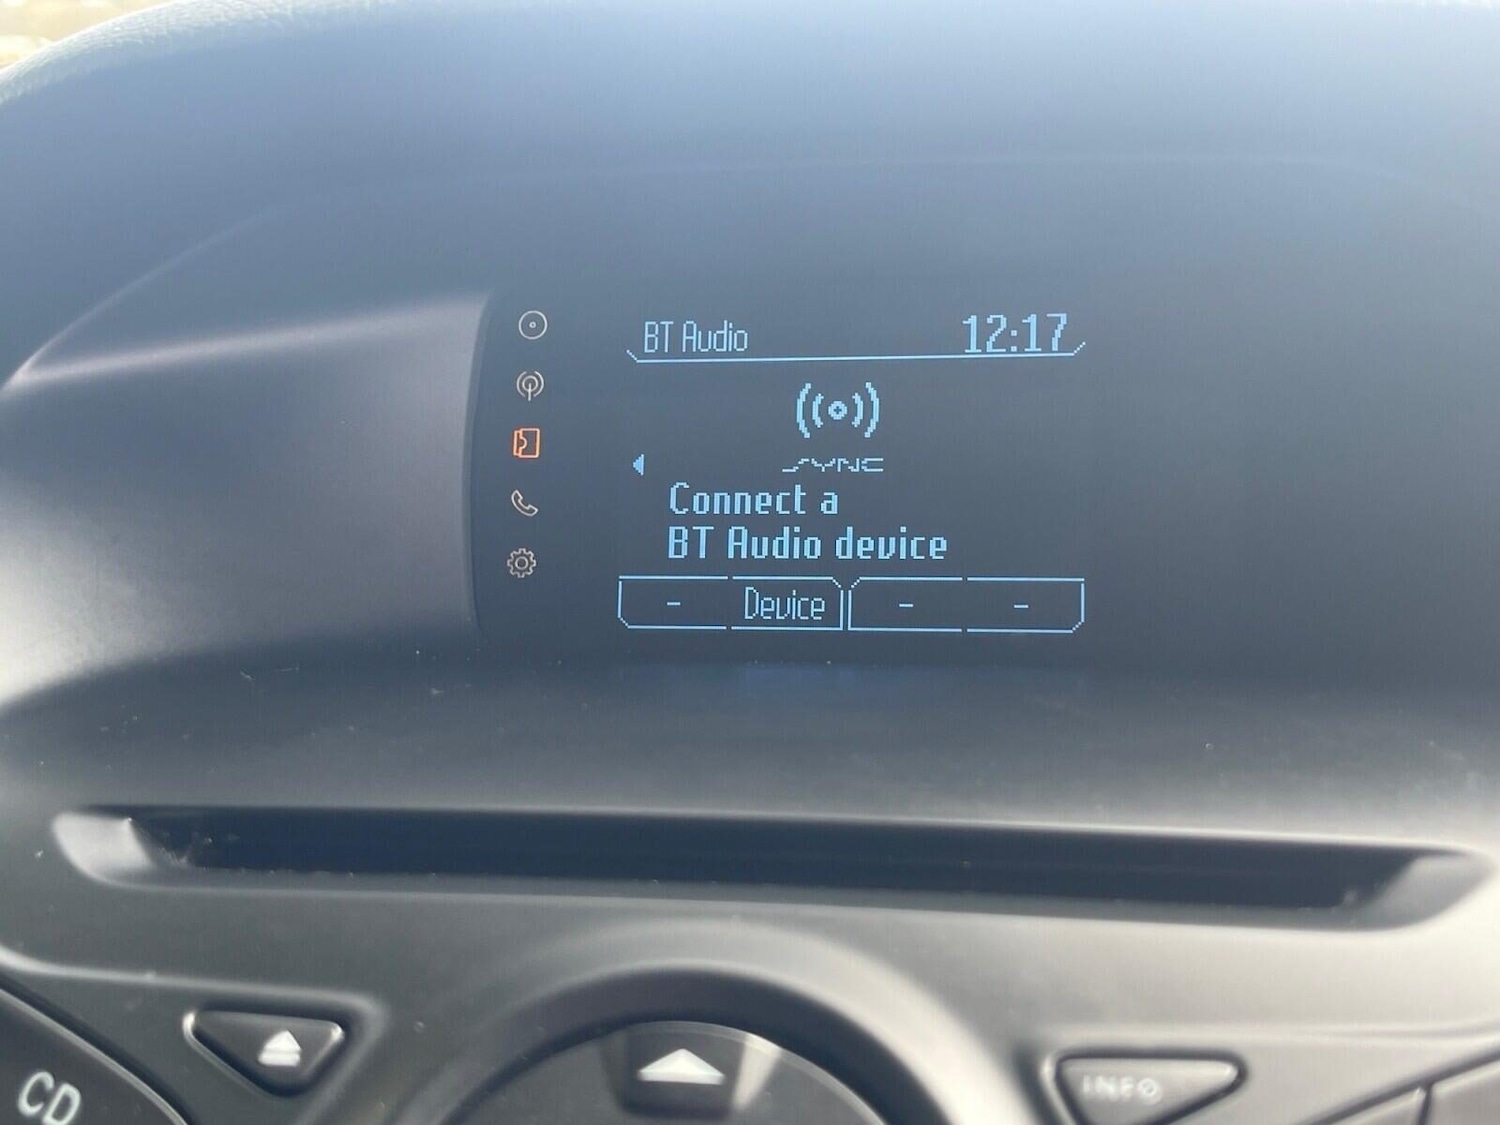 BT Audio 12:17
SYNC
Connect a
BT Audio device
- Device - -
CD
INFO